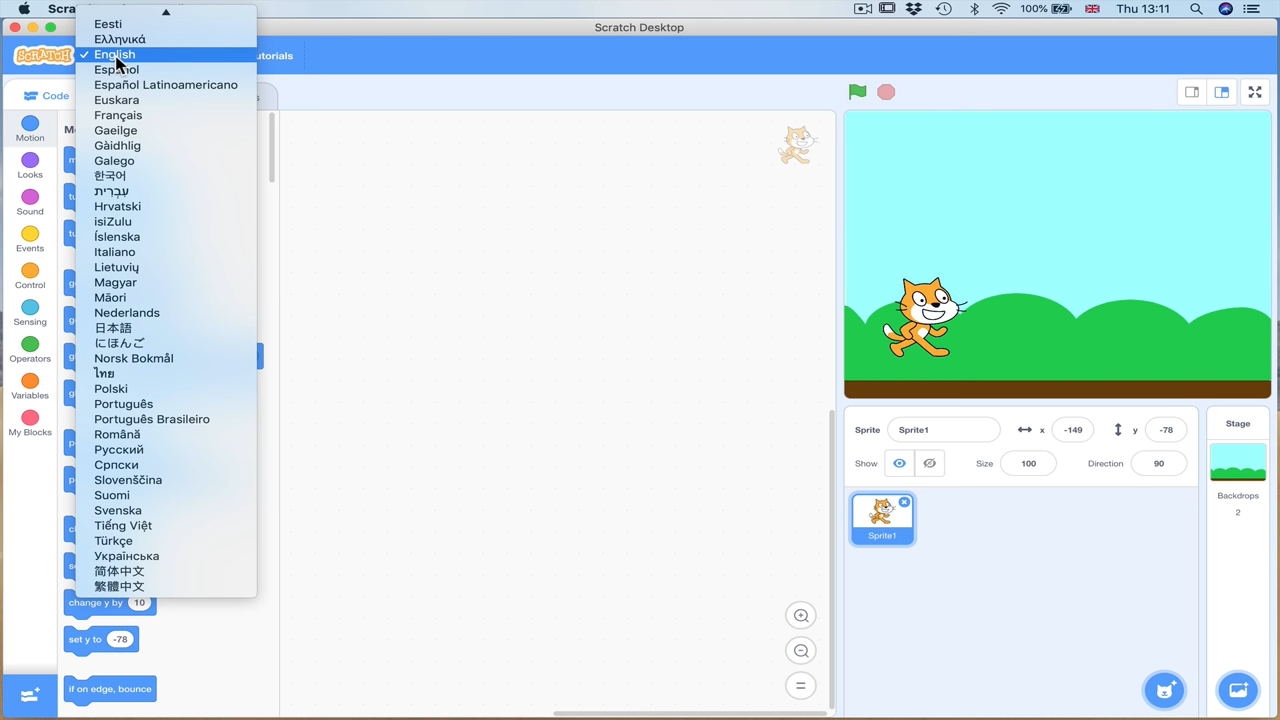 Scra
100%
Thu 13:11
Scratch Desktop
SCRATCH
utorials
Eesti
Ελληνικά
✓ English
Español
Español Latinoamericano
Euskara
Français
Gaeilge
Gàidhlig
Galego
한국어
עִבְרִית
Hrvatski
isiZulu
Íslenska
Italiano
Lietuvių
Magyar
Māori
Nederlands
日本語
にほんご
Norsk Bokmål
ไทย
Polski
Português
Português Brasileiro
Română
Русский
Српски
Slovenščina
Suomi
Svenska
Tiếng Việt
Türkçe
Українська
简体中文
繁體中文
Code
s
Motion
Looks
Sound
Events
Control
Sensing
Operators
Variables
My Blocks
change y by 10
set y to -78
if on edge, bounce
Sprite Sprite1 x -149 y -78
Show Size 100 Direction 90
Sprite1
Stage
Backdrops
2